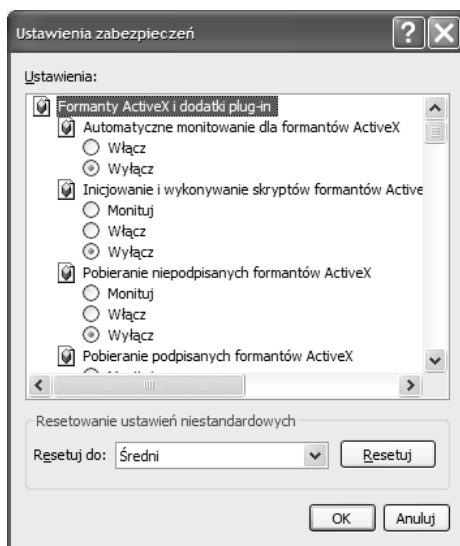 Ustawienia zabezpieczeń
Ustawienia:
Formanty ActiveX i dodatki plug-in
Automatyczne monitowanie dla formantów ActiveX
Włącz
Wyłącz
Inicjowanie i wykonywanie skryptów formantów Active
Monituj
Włącz
Wyłącz
Pobieranie niepodpisanych formantów ActiveX
Monituj
Włącz
Wyłącz
Pobieranie podpisanych formantów ActiveX
Resetowanie ustawień niestandardowych
Resetuj do: Średni Resetuj
OK Anuluj